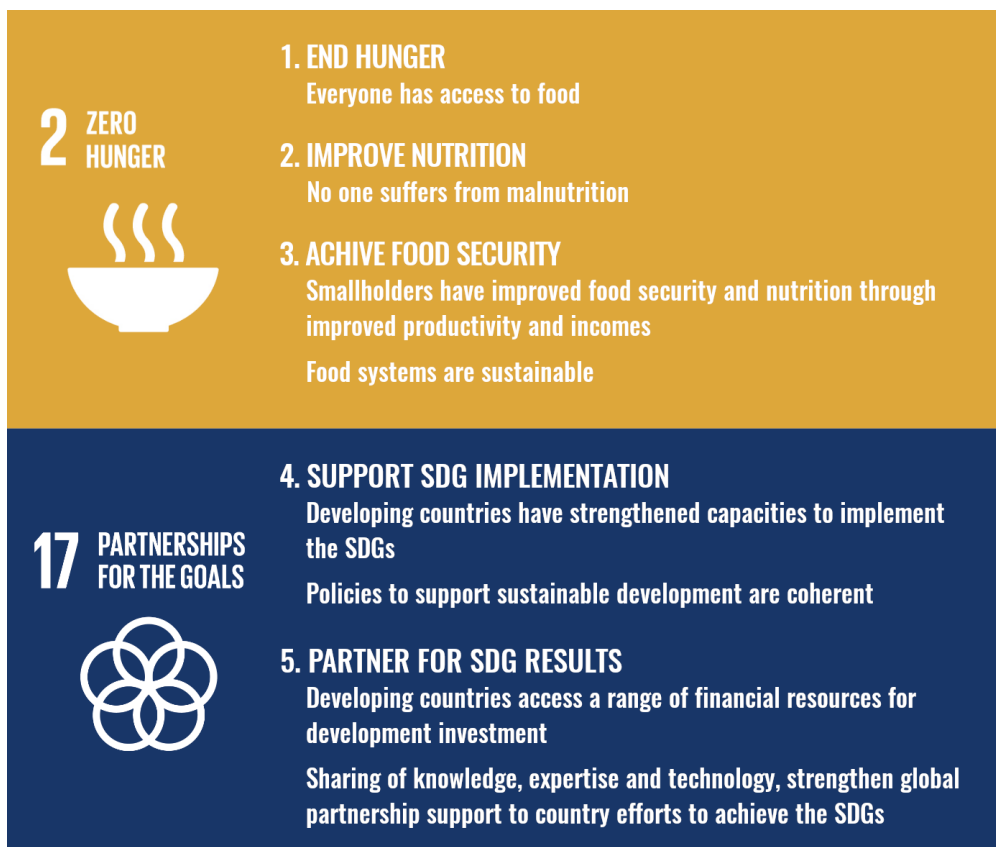 2 ZERO
HUNGER
1. END HUNGER
Everyone has access to food
2. IMPROVE NUTRITION
No one suffers from malnutrition
3. ACHIVE FOOD SECURITY
Smallholders have improved food security and nutrition through
improved productivity and incomes
Food systems are sustainable
17 PARTNERSHIPS
FOR THE GOALS
4. SUPPORT SDG IMPLEMENTATION
Developing countries have strengthened capacities to implement
the SDGs
Policies to support sustainable development are coherent
5. PARTNER FOR SDG RESULTS
Developing countries access a range of financial resources for
development investment
Sharing of knowledge, expertise and technology, strengthen global
partnership support to country efforts to achieve the SDGs